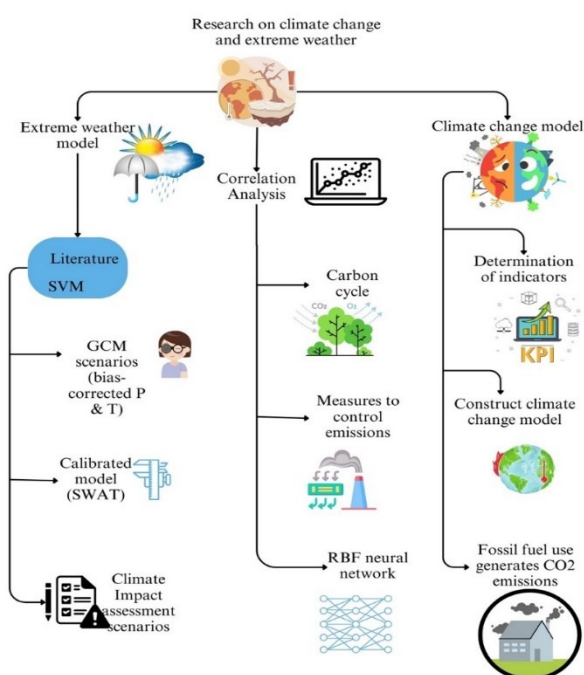 Research on climate change
and extreme weather
Extreme weather
model
Correlation
Analysis
Climate change model
Literature
SVM
GCM
scenarios
(bias-
corrected P
& T)
Calibrated
model
(SWAT)
Climate
Impact
assessment
scenarios
Carbon
cycle
CO₂
O₂
Measures to
control
emissions
RBF neural
network
Determination
of indicators
KPI
Construct climate
change model
Fossil fuel use
generates CO2
emissions